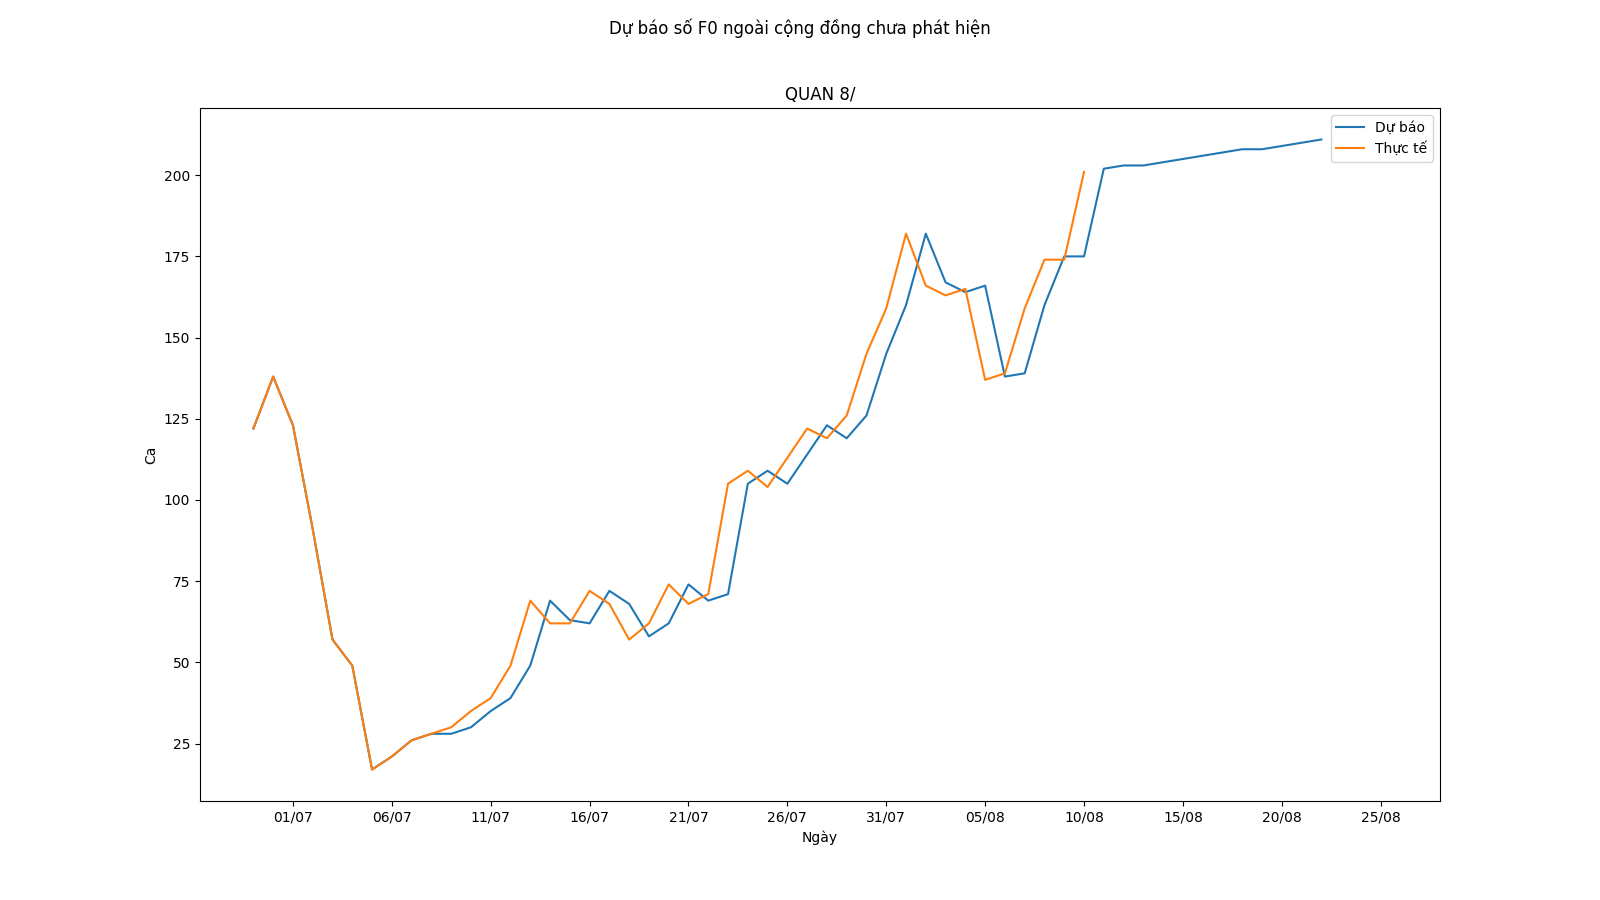 Dự báo số F0 ngoài cộng đồng chưa phát hiện
QUAN 8/
Dự báo
Thực tế
200
175
150
125
100
75
50
25
Ca
01/07 06/07 11/07 16/07 21/07 26/07 31/07 05/08 10/08 15/08 20/08 25/08
Ngày